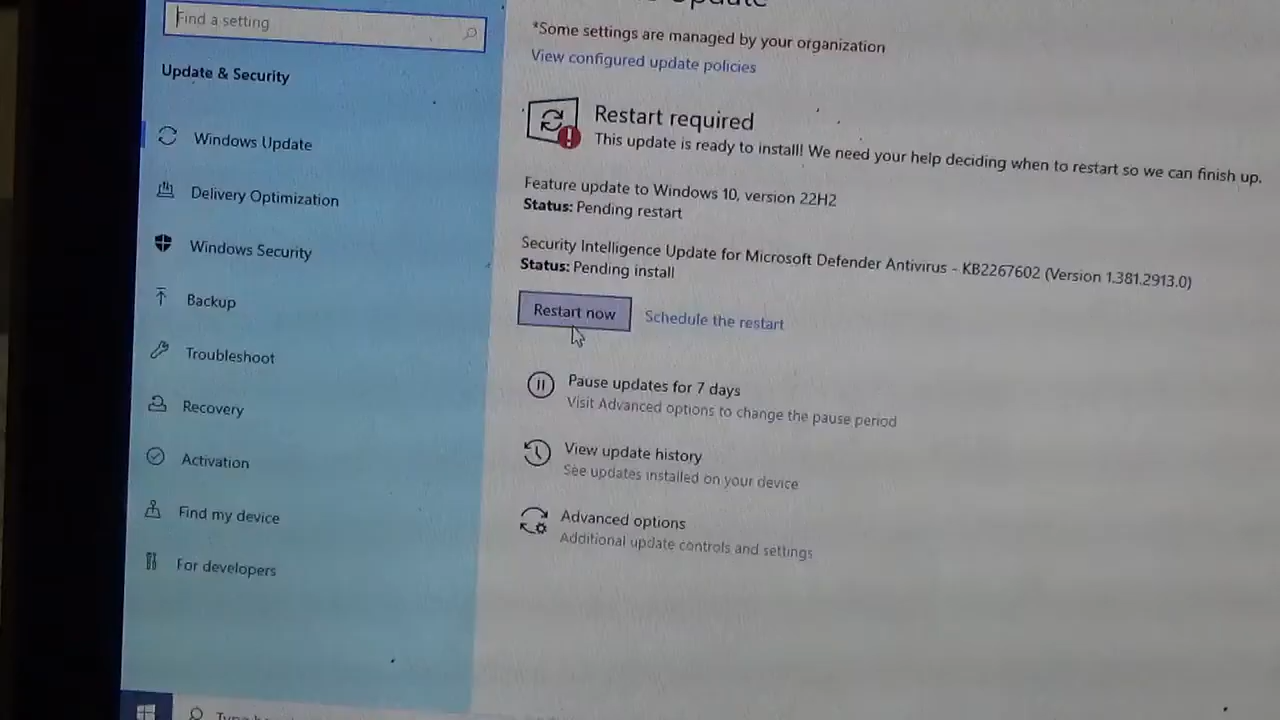 Find a setting
Update & Security
Windows Update
Delivery Optimization
Windows Security
Backup
Troubleshoot
Recovery
Activation
Find my device
For developers
Update
*Some settings are managed by your organization
View configured update policies
Restart required
This update is ready to install! We need your help deciding when to restart so we can finish up.
Feature update to Windows 10, version 22H2
Status: Pending restart
Security Intelligence Update for Microsoft Defender Antivirus - KB2267602 (Version 1.381.2913.0)
Status: Pending install
Restart now
Schedule the restart
Pause updates for 7 days
Visit Advanced options to change the pause period
View update history
See updates installed on your device
Advanced options
Additional update controls and settings